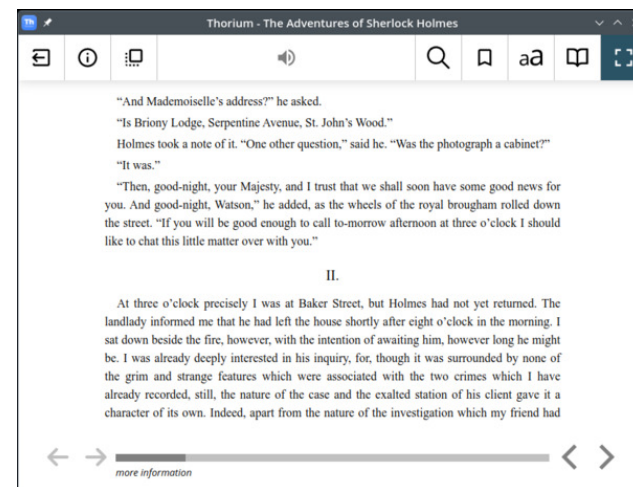 Th
Thorium - The Adventures of Sherlock Holmes
aa
“And Mademoiselle’s address?” he asked.
“Is Briony Lodge, Serpentine Avenue, St. John’s Wood.”
Holmes took a note of it. “One other question,” said he. “Was the photograph a cabinet?”
“It was.”
“Then, good-night, your Majesty, and I trust that we shall soon have some good news for
you. And good-night, Watson,” he added, as the wheels of the royal brougham rolled down
the street. “If you will be good enough to call to-morrow afternoon at three o’clock I should
like to chat this little matter over with you.”
II.
At three o’clock precisely I was at Baker Street, but Holmes had not yet returned. The
landlady informed me that he had left the house shortly after eight o’clock in the morning. I
sat down beside the fire, however, with the intention of awaiting him, however long he might
be. I was already deeply interested in his inquiry, for, though it was surrounded by none of
the grim and strange features which were associated with the two crimes which I have
already recorded, still, the nature of the case and the exalted station of his client gave it a
character of its own. Indeed, apart from the nature of the investigation which my friend had
more information